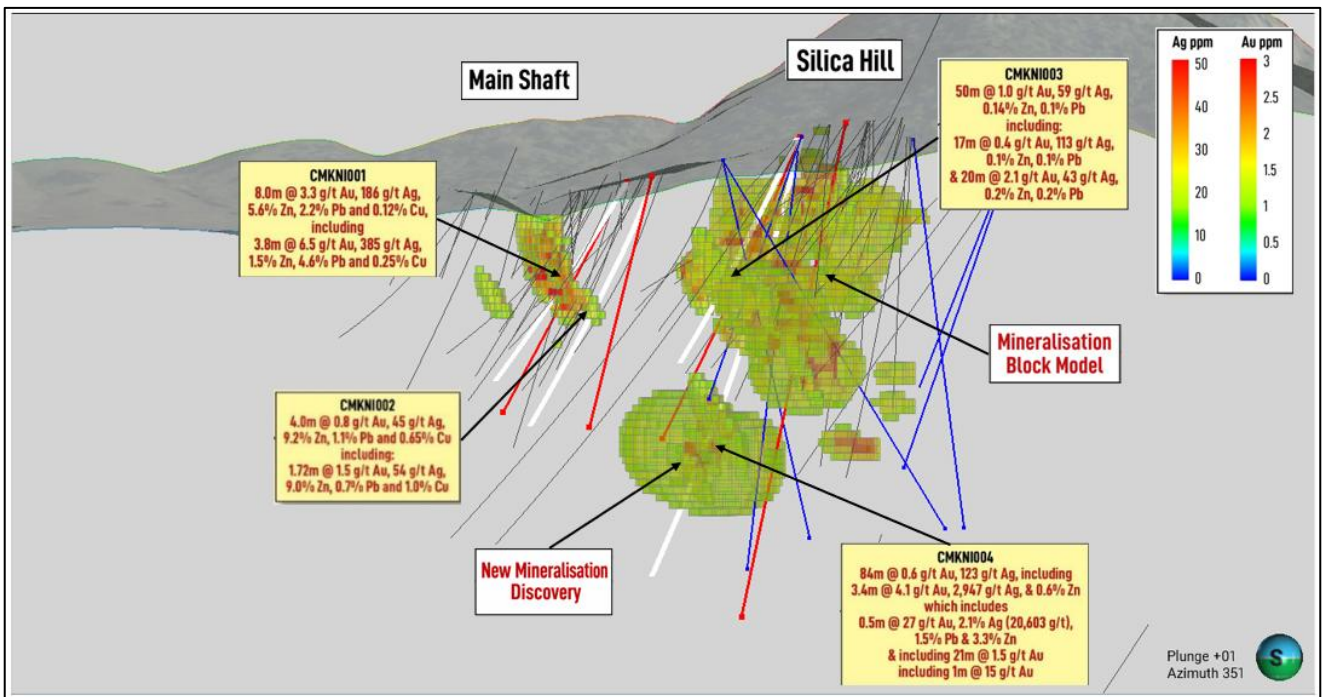 Main Shaft
Silica Hill
CMKNI001
8.0m @ 3.3 g/t Au, 186 g/t Ag,
5.6% Zn, 2.2% Pb and 0.12% Cu,
including
3.8m @ 6.5 g/t Au, 385 g/t Ag,
1.5% Zn, 4.6% Pb and 0.25% Cu
CMKNI003
50m @ 1.0 g/t Au, 59 g/t Ag,
0.14% Zn, 0.1% Pb
including:
17m @ 0.4 g/t Au, 113 g/t Ag,
0.1% Zn, 0.1% Pb
& 20m @ 2.1 g/t Au, 43 g/t Ag,
0.2% Zn, 0.2% Pb
Ag ppm
50
40
30
20
10
0
Au ppm
3
2.5
2
1.5
1
0.5
0
Mineralisation
Block Model
CMKNI002
4.0m @ 0.8 g/t Au, 45 g/t Ag,
9.2% Zn, 1.1% Pb and 0.65% Cu
including:
1.72m @ 1.5 g/t Au, 54 g/t Ag,
9.0% Zn, 0.7% Pb and 1.0% Cu
New Mineralisation
Discovery
CMKNI004
84m @ 0.6 g/t Au, 123 g/t Ag, including
3.4m @ 4.1 g/t Au, 2,947 g/t Ag, & 0.6% Zn
which includes
0.5m @ 27 g/t Au, 2.1% Ag (20,603 g/t),
1.5% Pb & 3.3% Zn
& including 21m @ 1.5 g/t Au
including 1m @ 15 g/t Au
Plunge +01
Azimuth 351
S